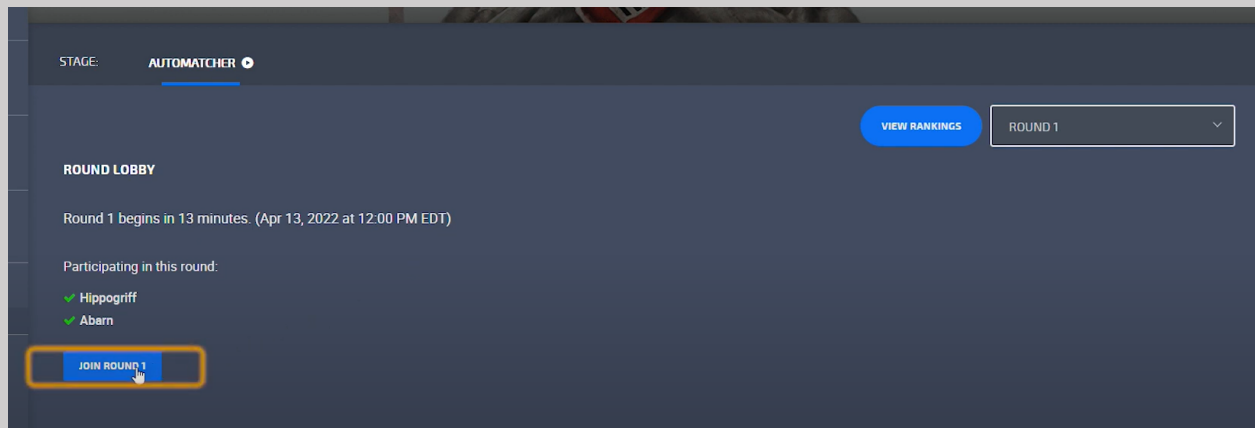 STAGE: AUTOMATCHER
VIEW RANKINGS ROUND 1
ROUND LOBBY
Round 1 begins in 13 minutes. (Apr 13, 2022 at 12:00 PM EDT)
Participating in this round:
Hippogriff
Abarn
JOIN ROUND 1